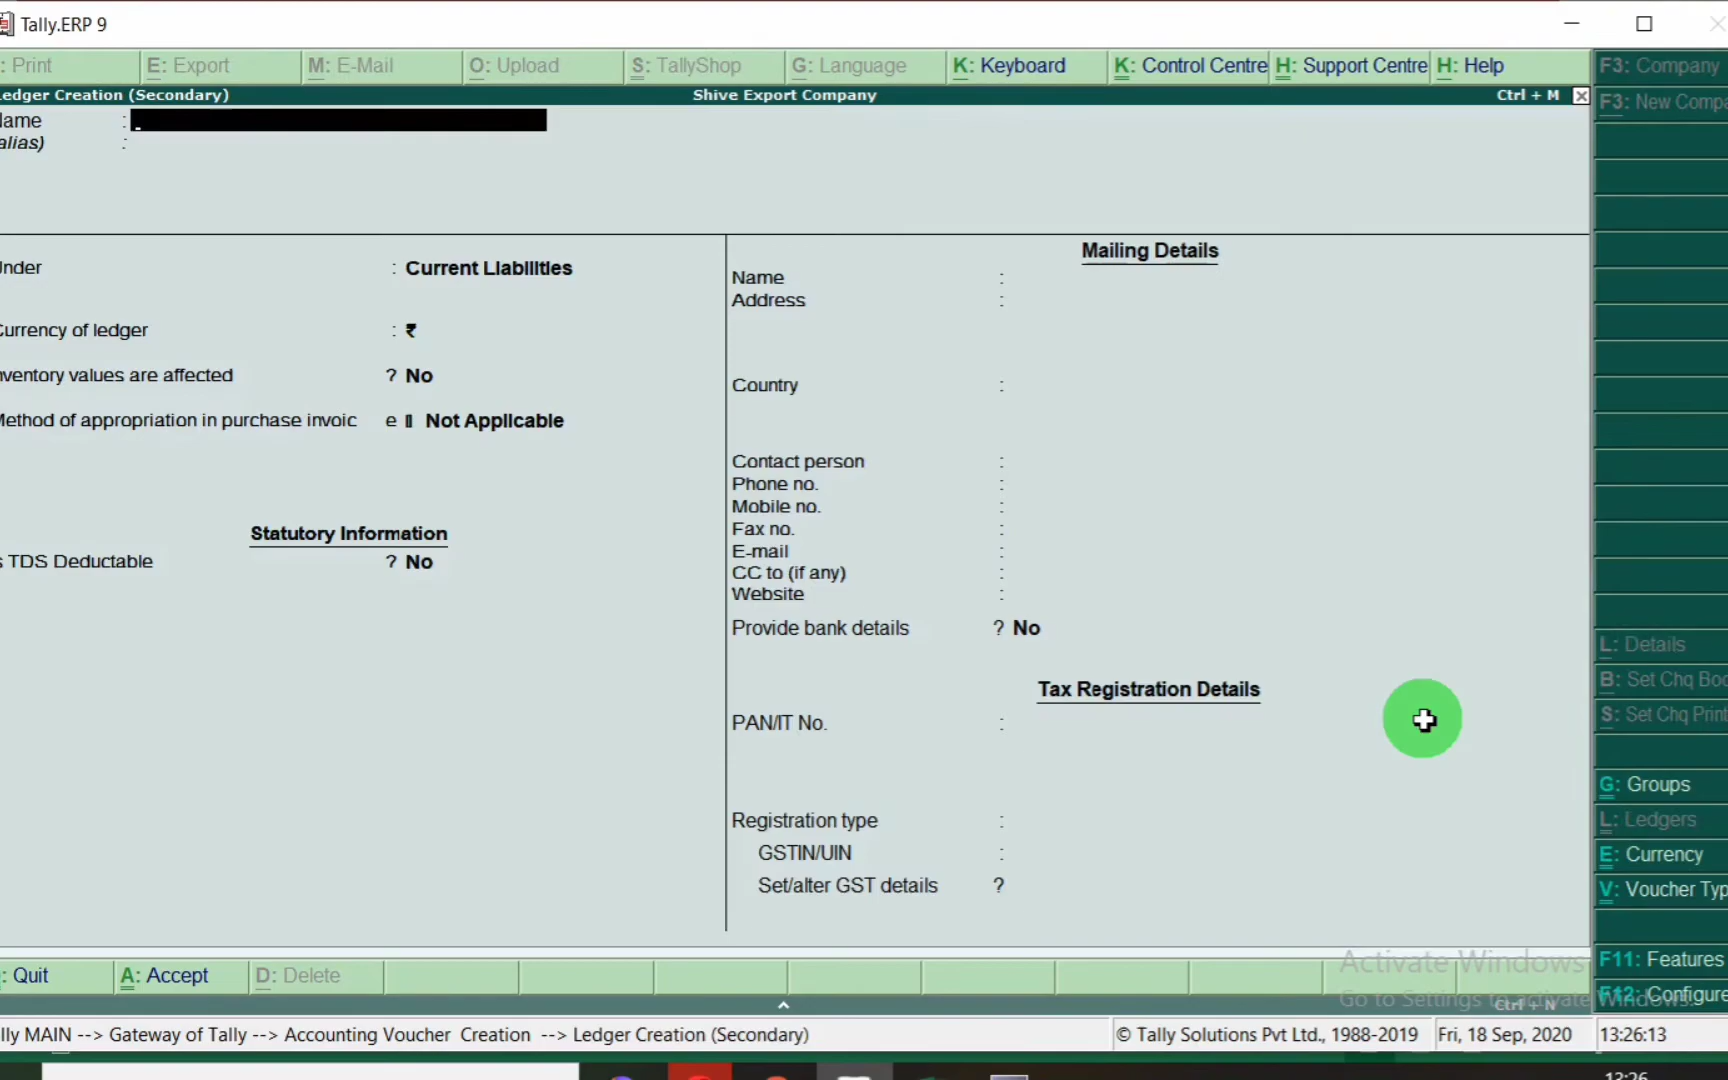 Tally.ERP 9
: Print E: Export M: E-Mail O: Upload S: TallyShop G: Language K: Keyboard K: Control Centre H: Support Centre H: Help F3: Company
edger Creation (Secondary) Shive Export Company Ctrl + M
F3: New Compa
ame :
alias) :
Mailing Details
nder : Current Liabilities
Name :
Address :
urrency of ledger : ₹
nventory values are affected ? No
Country :
Method of appropriation in purchase invoic e Not Applicable
Contact person :
Phone no. :
Mobile no. :
Fax no. :
E-mail :
CC to (if any) :
Website :
Statutory Information
s TDS Deductable ? No
Provide bank details ? No
Tax Registration Details
PAN/IT No. :
Registration type :
GSTIN/UIN :
Set/alter GST details ?
L: Details
B: Set Chq Boo
S: Set Chq Print
G: Groups
L: Ledgers
E: Currency
V: Voucher Typ
F11: Features
F12: Configure
Activate Windows
Go to Settings to activate Windows.
: Quit A: Accept D: Delete
Ctrl + N
lly MAIN --> Gateway of Tally --> Accounting Voucher Creation --> Ledger Creation (Secondary) © Tally Solutions Pvt Ltd., 1988-2019 Fri, 18 Sep, 2020 13:26:13
13:26